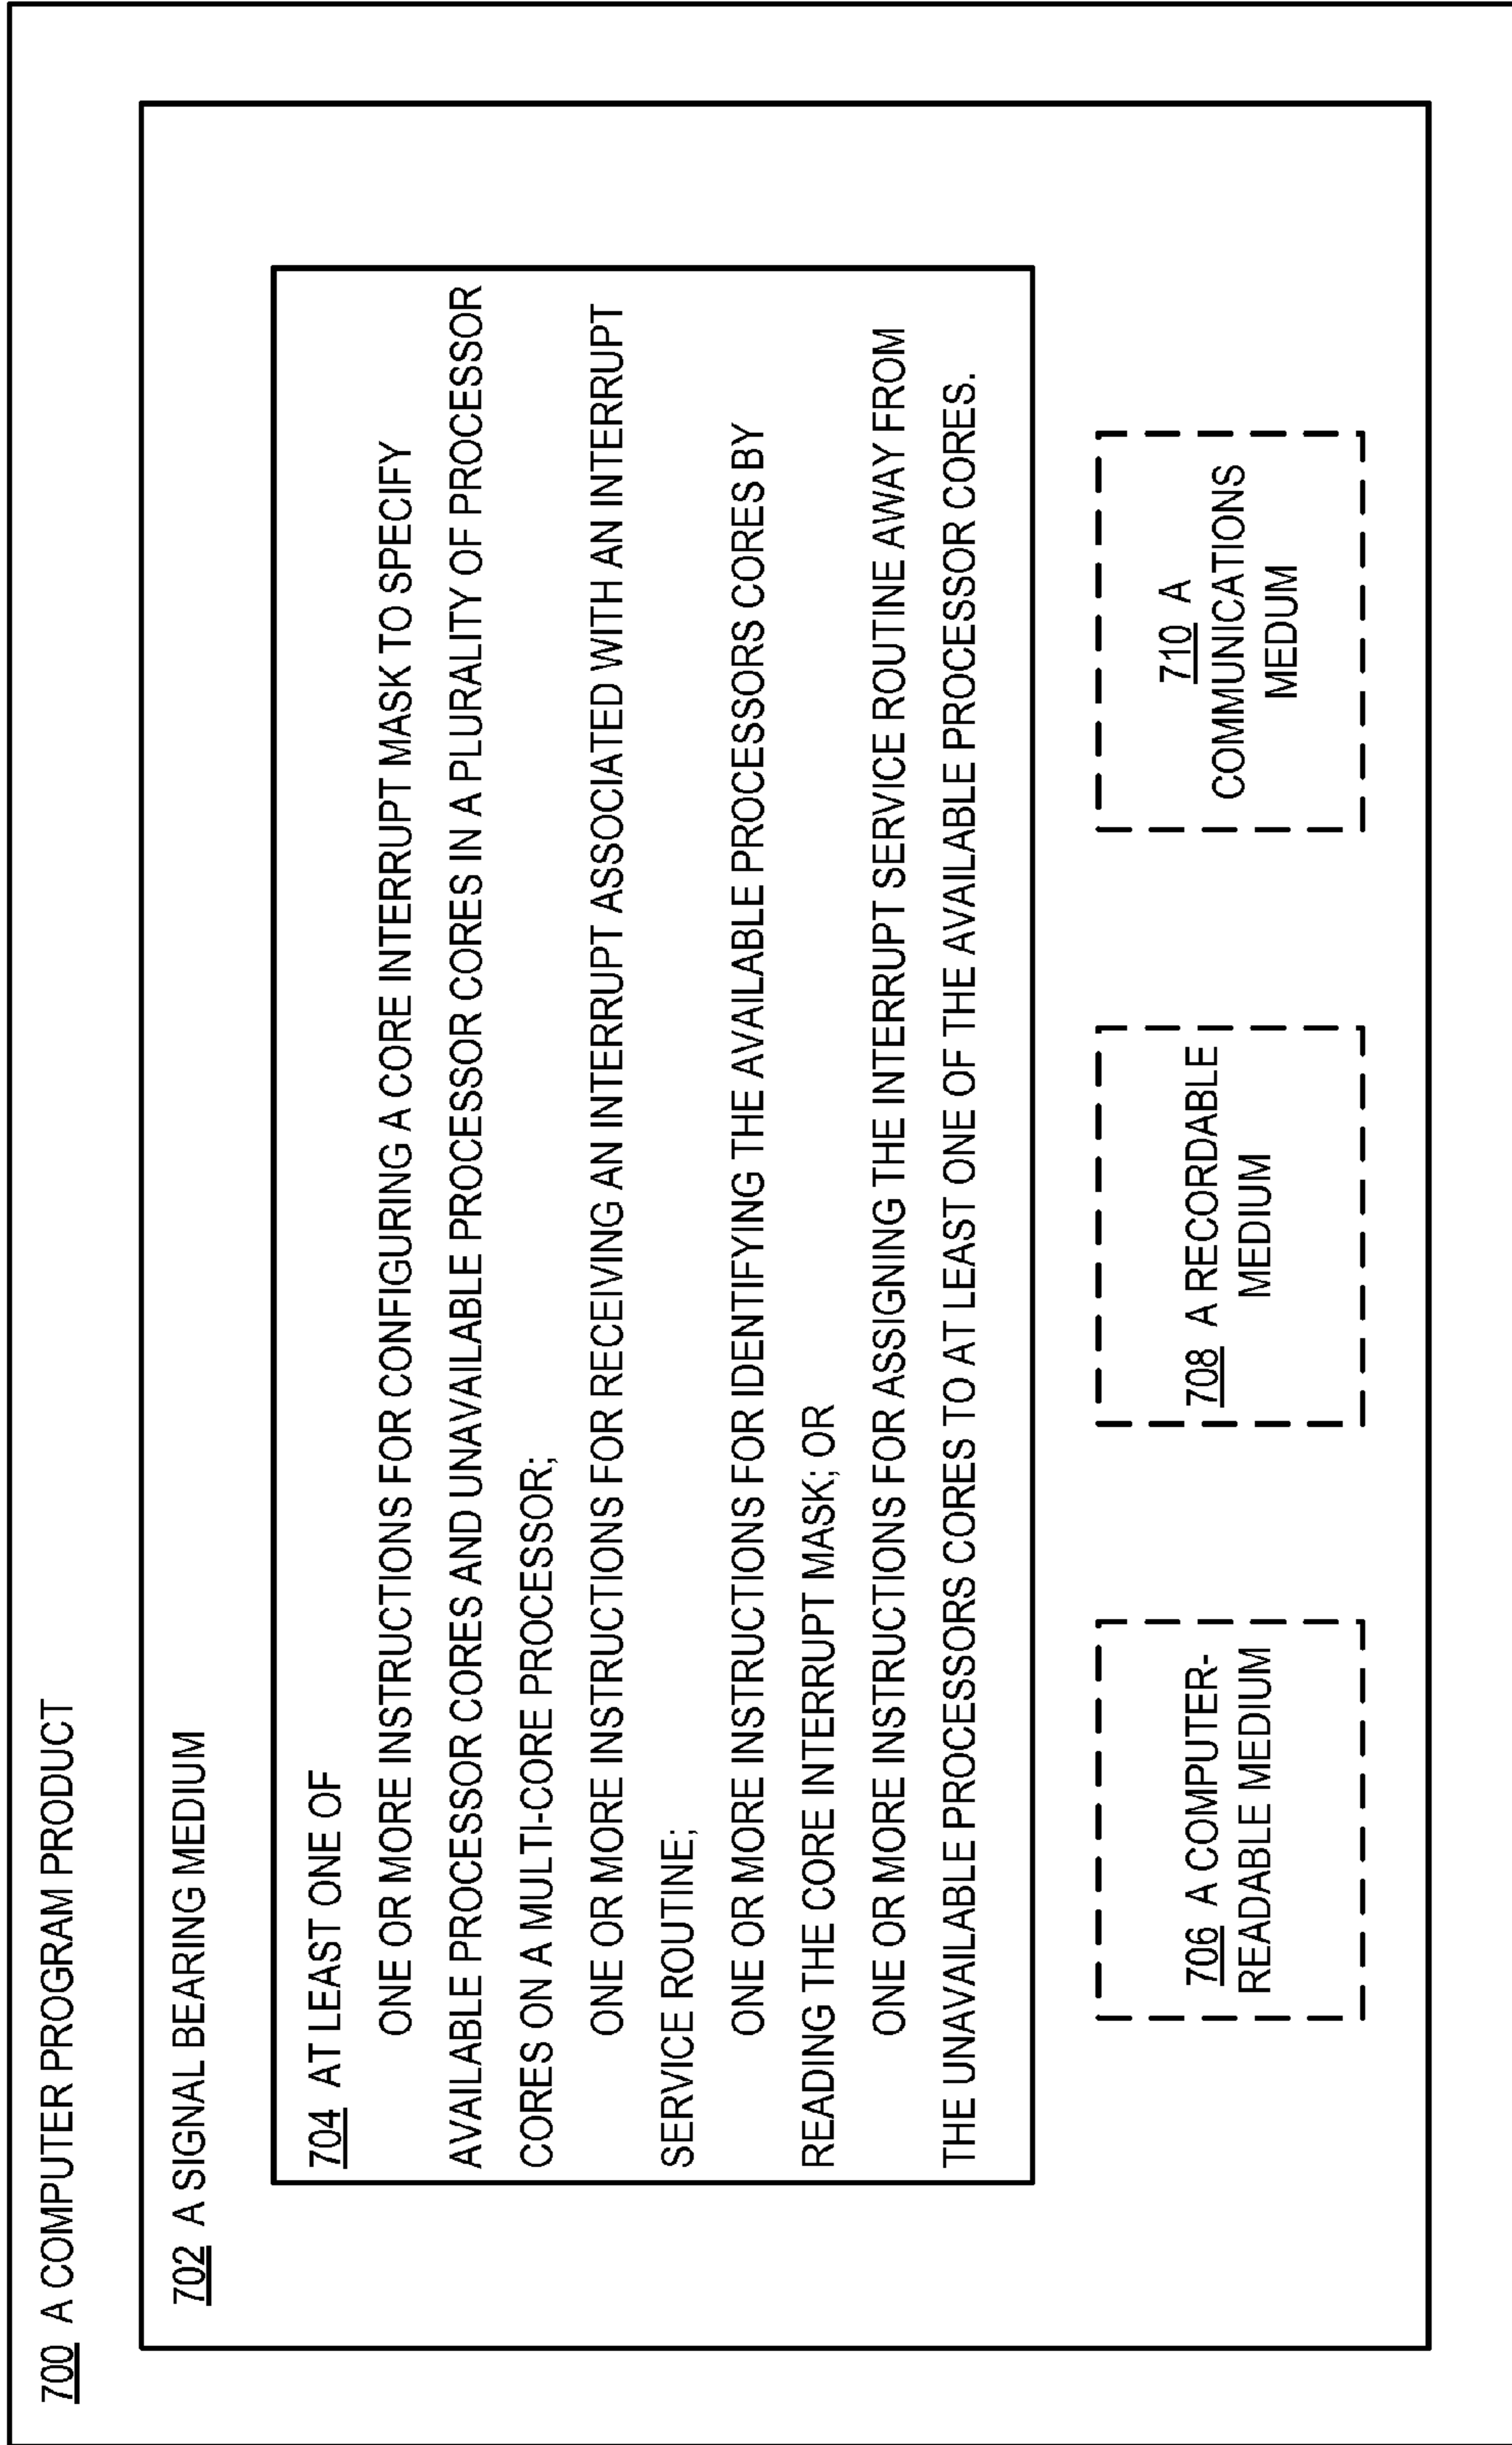 700 A COMPUTER PROGRAM PRODUCT
702 A SIGNAL BEARING MEDIUM
704 AT LEAST ONE OF
ONE OR MORE INSTRUCTIONS FOR CONFIGURING A CORE INTERRUPT MASK TO SPECIFY
AVAILABLE PROCESSOR CORES AND UNAVAILABLE PROCESSOR CORES IN A PLURALITY OF PROCESSOR
CORES ON A MULTI-CORE PROCESSOR;
ONE OR MORE INSTRUCTIONS FOR RECEIVING AN INTERRUPT ASSOCIATED WITH AN INTERRUPT
SERVICE ROUTINE;
ONE OR MORE INSTRUCTIONS FOR IDENTIFYING THE AVAILABLE PROCESSORS CORES BY
READING THE CORE INTERRUPT MASK; OR
ONE OR MORE INSTRUCTIONS FOR ASSIGNING THE INTERRUPT SERVICE ROUTINE AWAY FROM
THE UNAVAILABLE PROCESSORS CORES TO AT LEAST ONE OF THE AVAILABLE PROCESSOR CORES.
706 A COMPUTER-
READABLE MEDIUM
708 A RECORDABLE
MEDIUM
710 A
COMMUNICATIONS
MEDUM